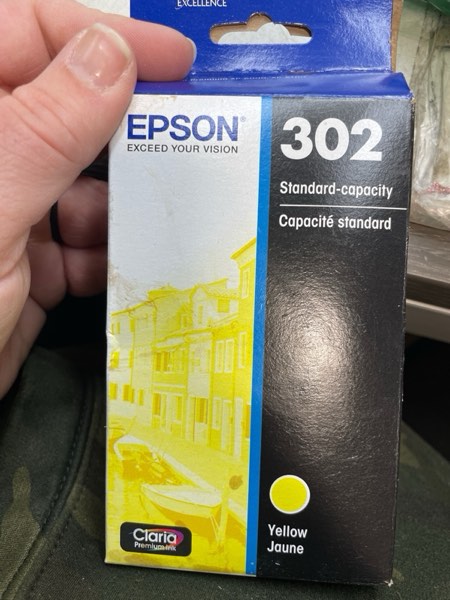 EXCELLENCE
EPSON®
EXCEED YOUR VISION
302
Standard-capacity
Capacité standard
Claria
Premium Ink
Yellow
Jaune